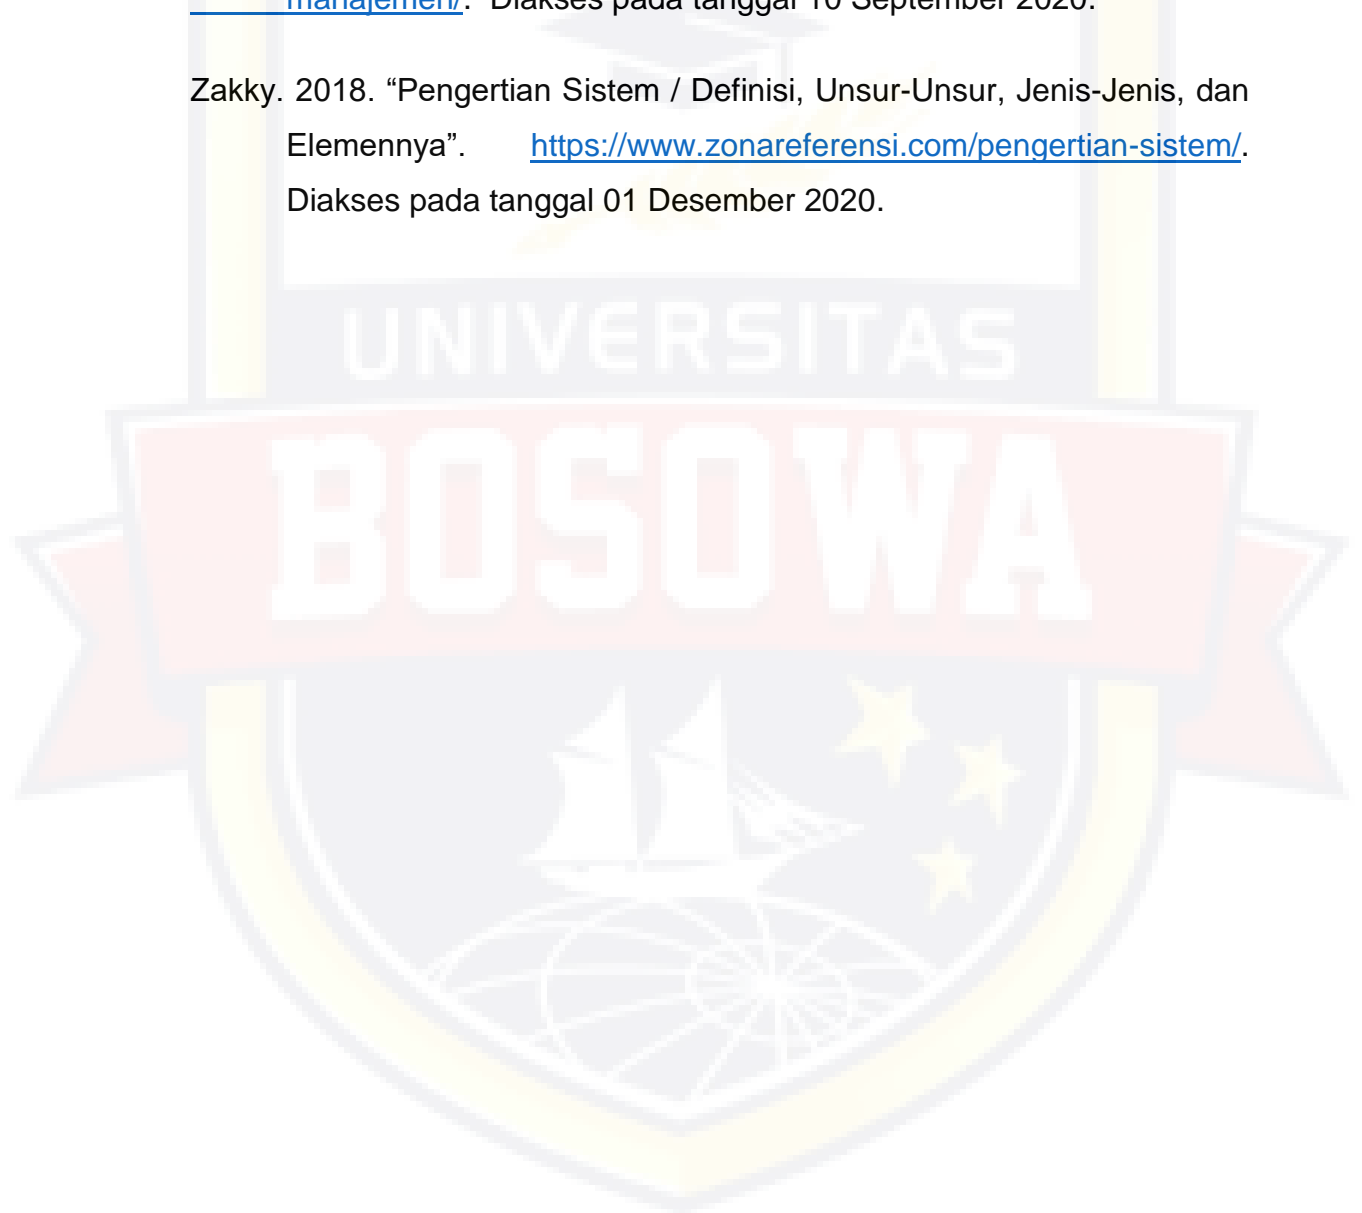 manajemen/. Diakses pada tanggal 10 September 2020.
Zakky. 2018. “Pengertian Sistem / Definisi, Unsur-Unsur, Jenis-Jenis, dan
Elemennya”. https://www.zonareferensi.com/pengertian-sistem/.
Diakses pada tanggal 01 Desember 2020.
UNIVERSITAS
BOSOWA